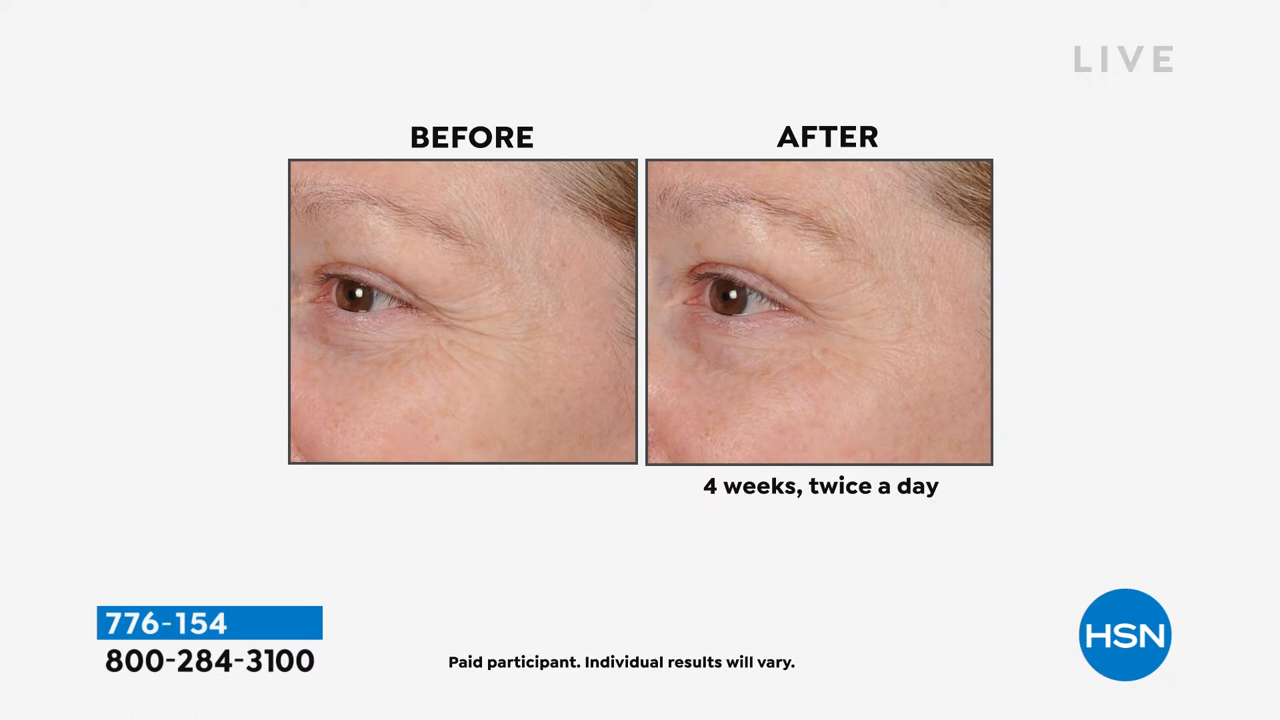 LIVE
BEFORE
AFTER
4 weeks, twice a day
776-154
800-284-3100
Paid participant. Individual results will vary.
HSN